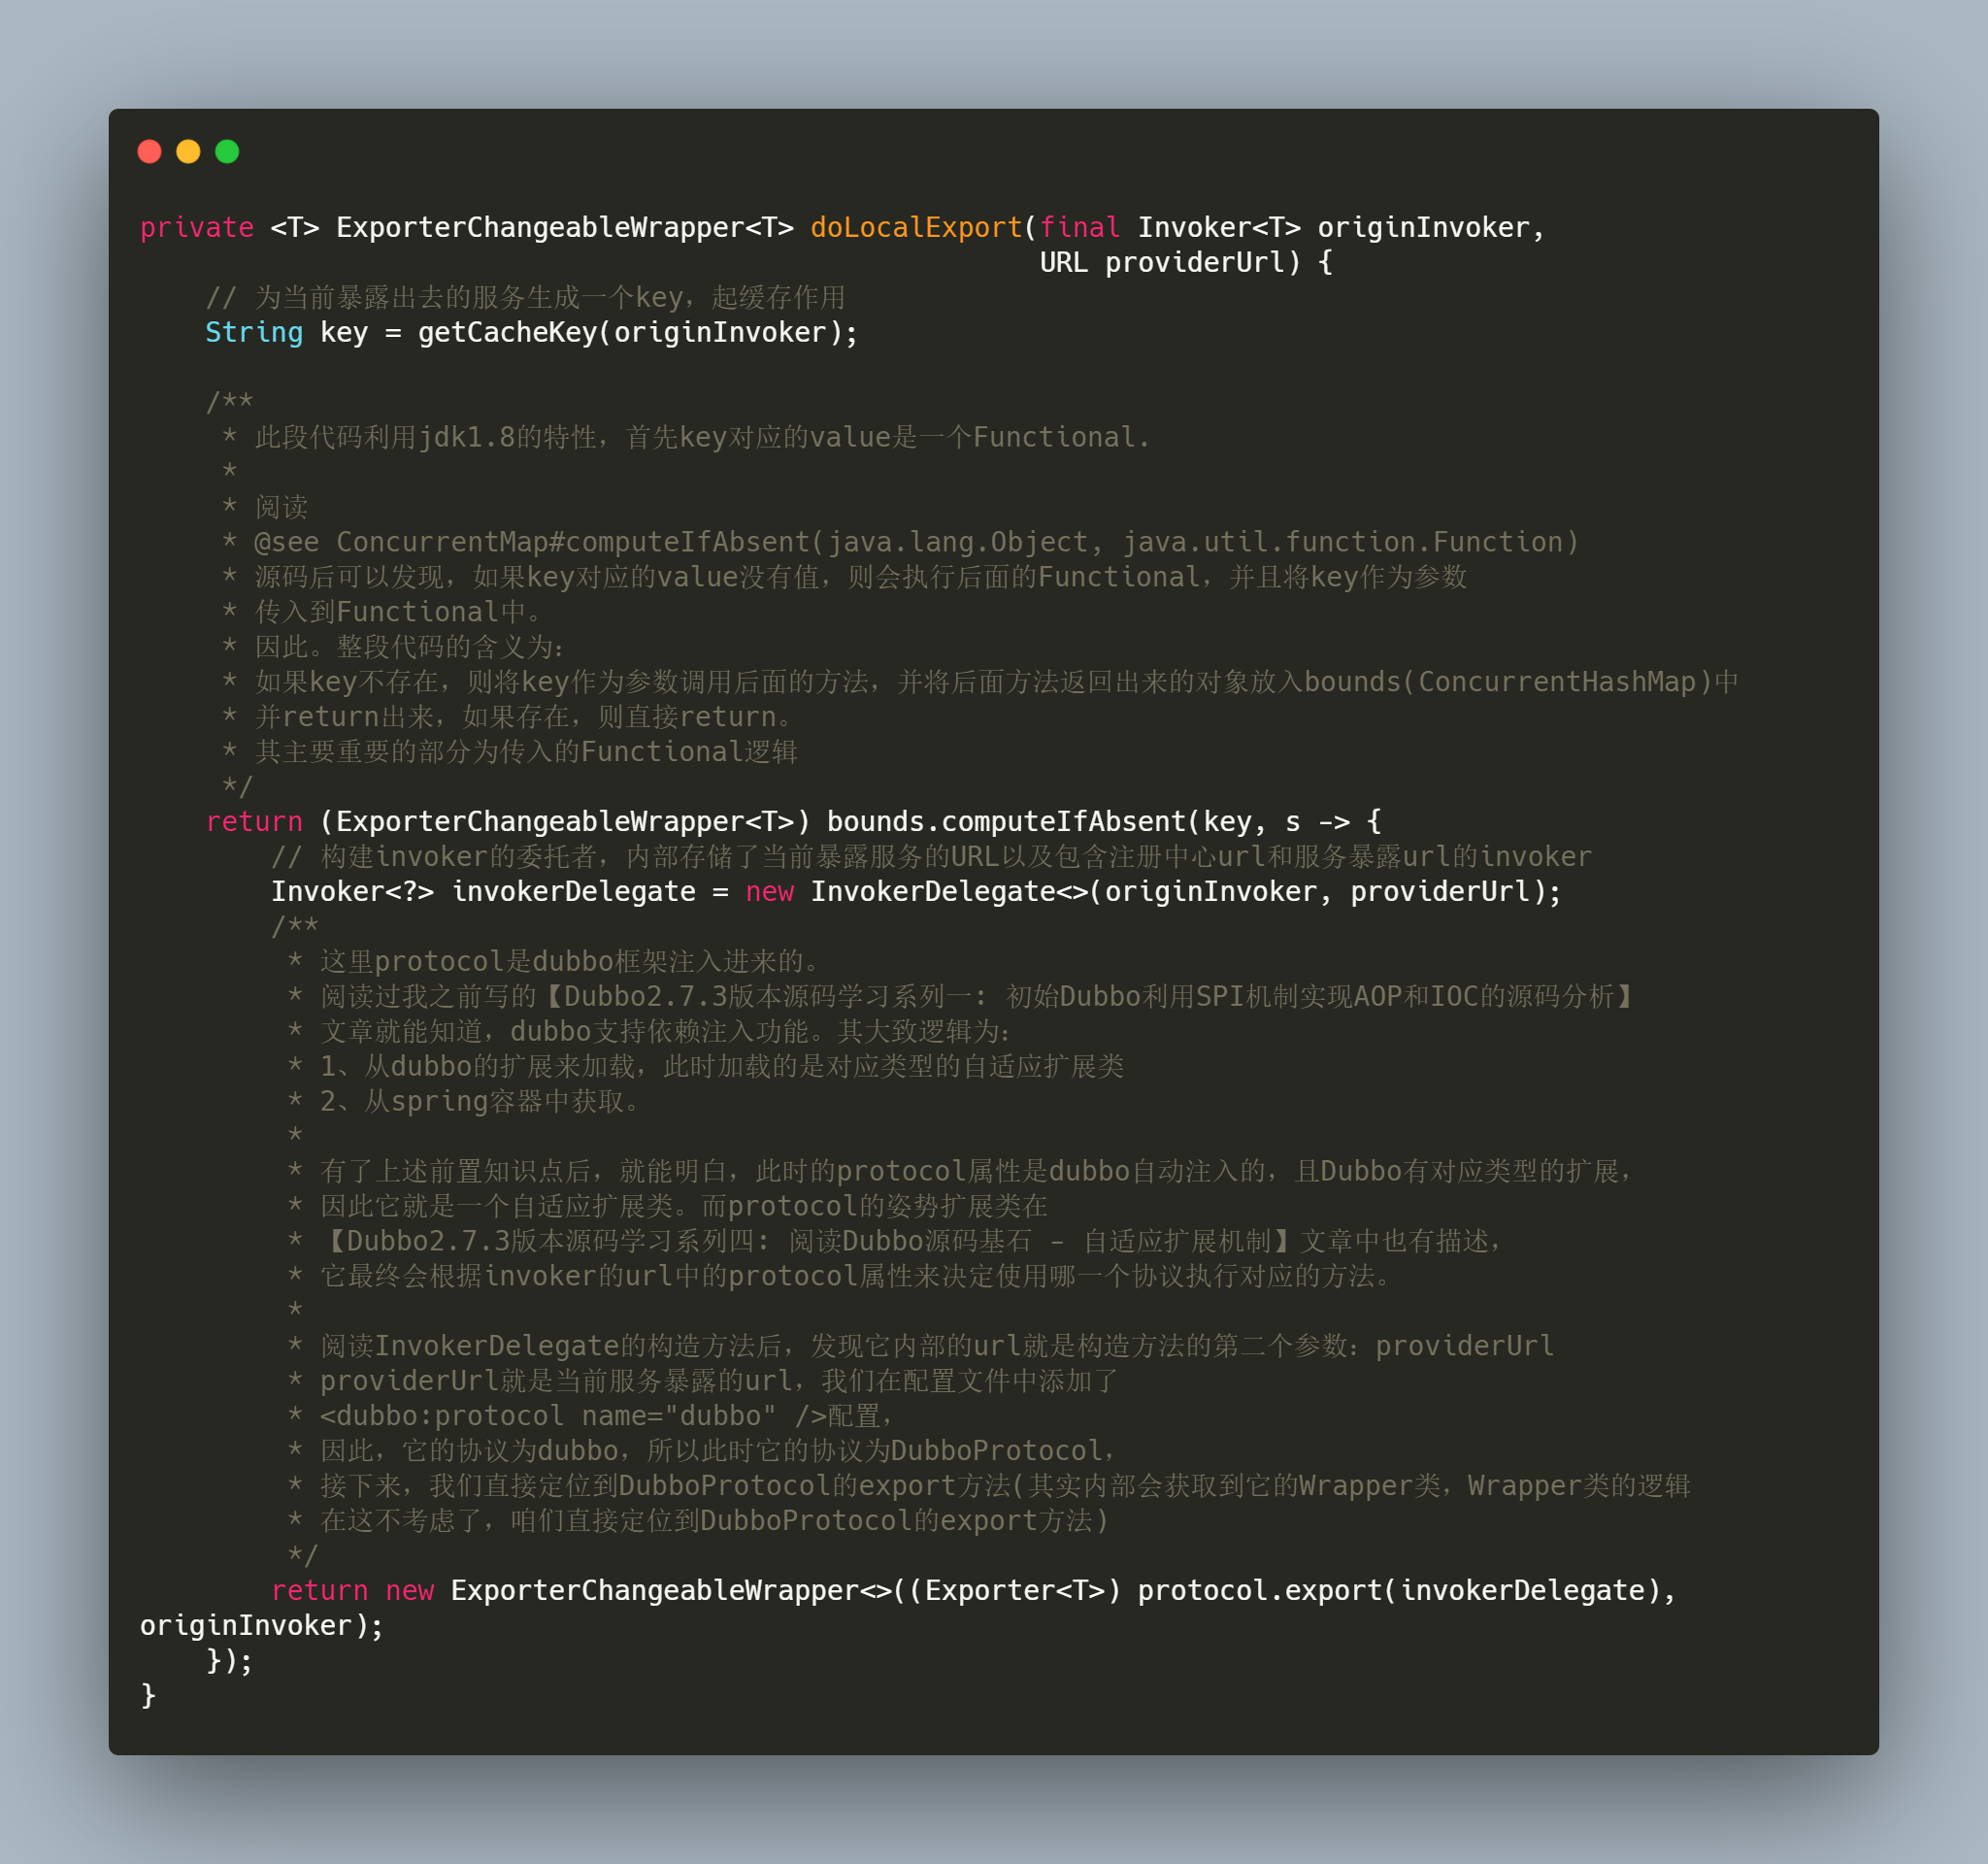 private <T> ExporterChangeableWrapper<T> doLocalExport(final Invoker<T> originInvoker,
                                                       URL providerUrl) {
    // 为当前暴露出去的服务生成一个key，起缓存作用
    String key = getCacheKey(originInvoker);

    /**
     * 此段代码利用jdk1.8的特性，首先key对应的value是一个Functional.
     *
     * 阅读
     * @see ConcurrentMap#computeIfAbsent(java.lang.Object, java.util.function.Function)
     * 源码后可以发现，如果key对应的value没有值，则会执行后面的Functional，并且将key作为参数
     * 传入到Functional中。
     * 因此。整段代码的含义为：
     * 如果key不存在，则将key作为参数调用后面的方法，并将后面方法返回出来的对象放入bounds(ConcurrentHashMap)中
     * 并return出来，如果存在，则直接return。
     * 其主要重要的部分为传入的Functional逻辑
     */
    return (ExporterChangeableWrapper<T>) bounds.computeIfAbsent(key, s -> {
        // 构建invoker的委托者，内部存储了当前暴露服务的URL以及包含注册中心url和服务暴露url的invoker
        Invoker<?> invokerDelegate = new InvokerDelegate<>(originInvoker, providerUrl);
        /**
         * 这里protocol是dubbo框架注入进来的。
         * 阅读过我之前写的【Dubbo2.7.3版本源码学习系列一: 初始Dubbo利用SPI机制实现AOP和IOC的源码分析】
         * 文章就能知道，dubbo支持依赖注入功能。其大致逻辑为：
         * 1、从dubbo的扩展来加载，此时加载的是对应类型的自适应扩展类
         * 2、从spring容器中获取。
         *
         * 有了上述前置知识点后，就能明白，此时的protocol属性是dubbo自动注入的，且Dubbo有对应类型的扩展，
         * 因此它就是一个自适应扩展类。而protocol的姿势扩展类在
         * 【Dubbo2.7.3版本源码学习系列四: 阅读Dubbo源码基石 - 自适应扩展机制】文章中也有描述，
         * 它最终会根据invoker的url中的protocol属性来决定使用哪一个协议执行对应的方法。
         *
         * 阅读InvokerDelegate的构造方法后，发现它内部的url就是构造方法的第二个参数：providerUrl
         * providerUrl就是当前服务暴露的url，我们在配置文件中添加了
         * <dubbo:protocol name="dubbo" />配置，
         * 因此，它的协议为dubbo，所以此时它的协议为DubboProtocol，
         * 接下来，我们直接定位到DubboProtocol的export方法(其实内部会获取到它的Wrapper类，Wrapper类的逻辑
         * 在这不考虑了，咱们直接定位到DubboProtocol的export方法)
         */
        return new ExporterChangeableWrapper<>((Exporter<T>) protocol.export(invokerDelegate),
originInvoker);
    });
}